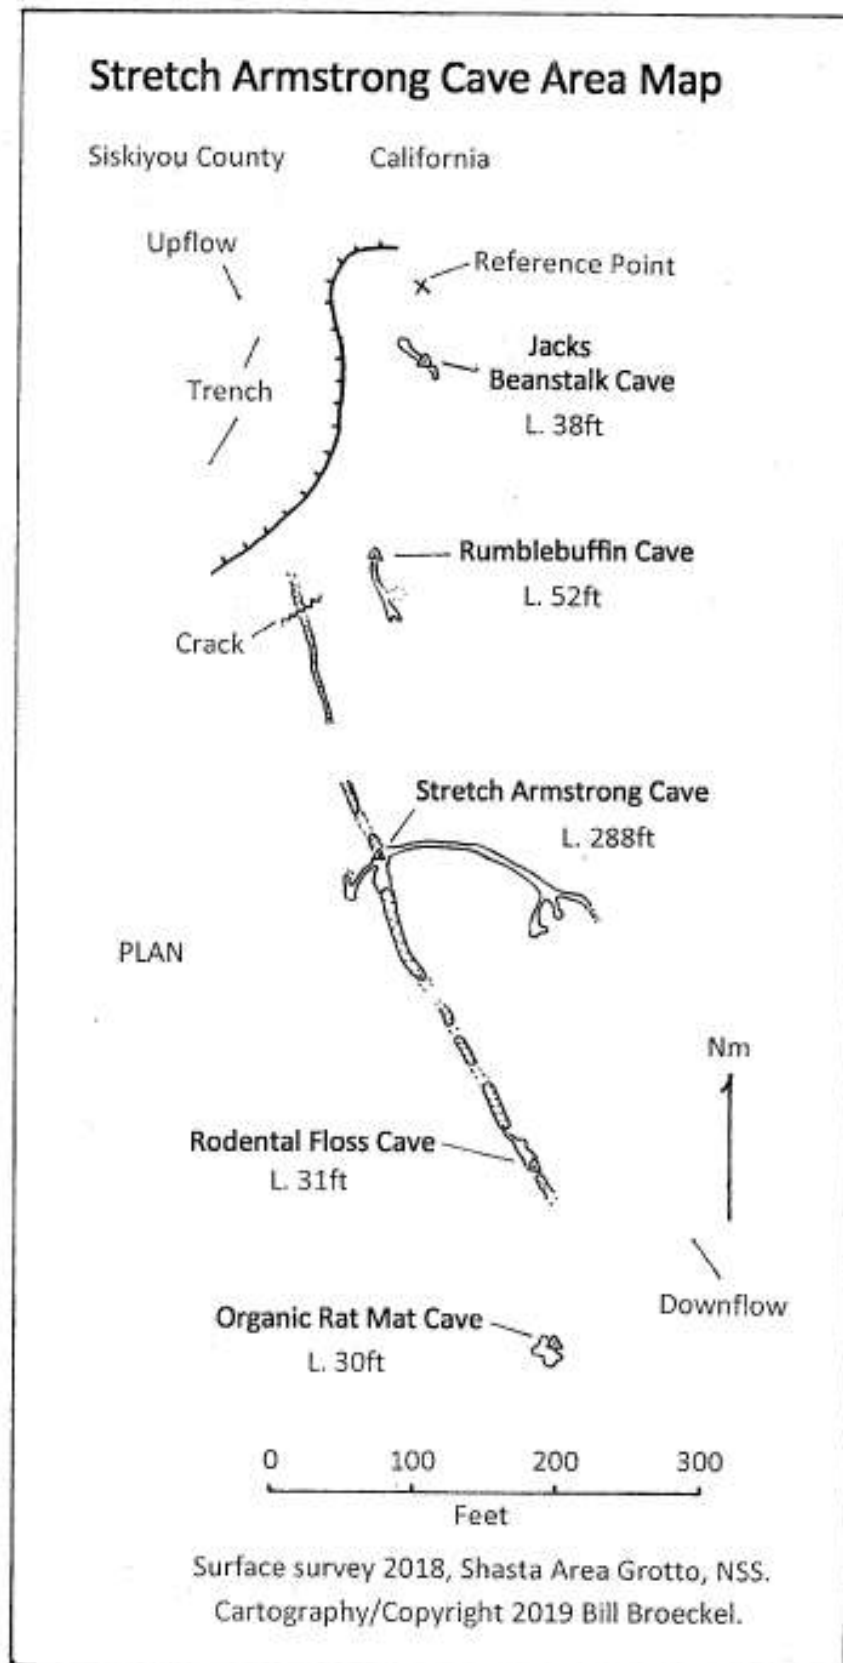 Stretch Armstrong Cave Area Map
Siskiyou County California
Upflow
Reference Point
Jacks
Beanstalk Cave
L. 38ft
Trench
Rumblebuffin Cave
L. 52ft
Crack
Stretch Armstrong Cave
L. 288ft
PLAN
Nm
Rodental Floss Cave
L. 31ft
Downflow
Organic Rat Mat Cave
L. 30ft
0 100 200 300
Feet
Surface survey 2018, Shasta Area Grotto, NSS.
Cartography/Copyright 2019 Bill Broeckel.